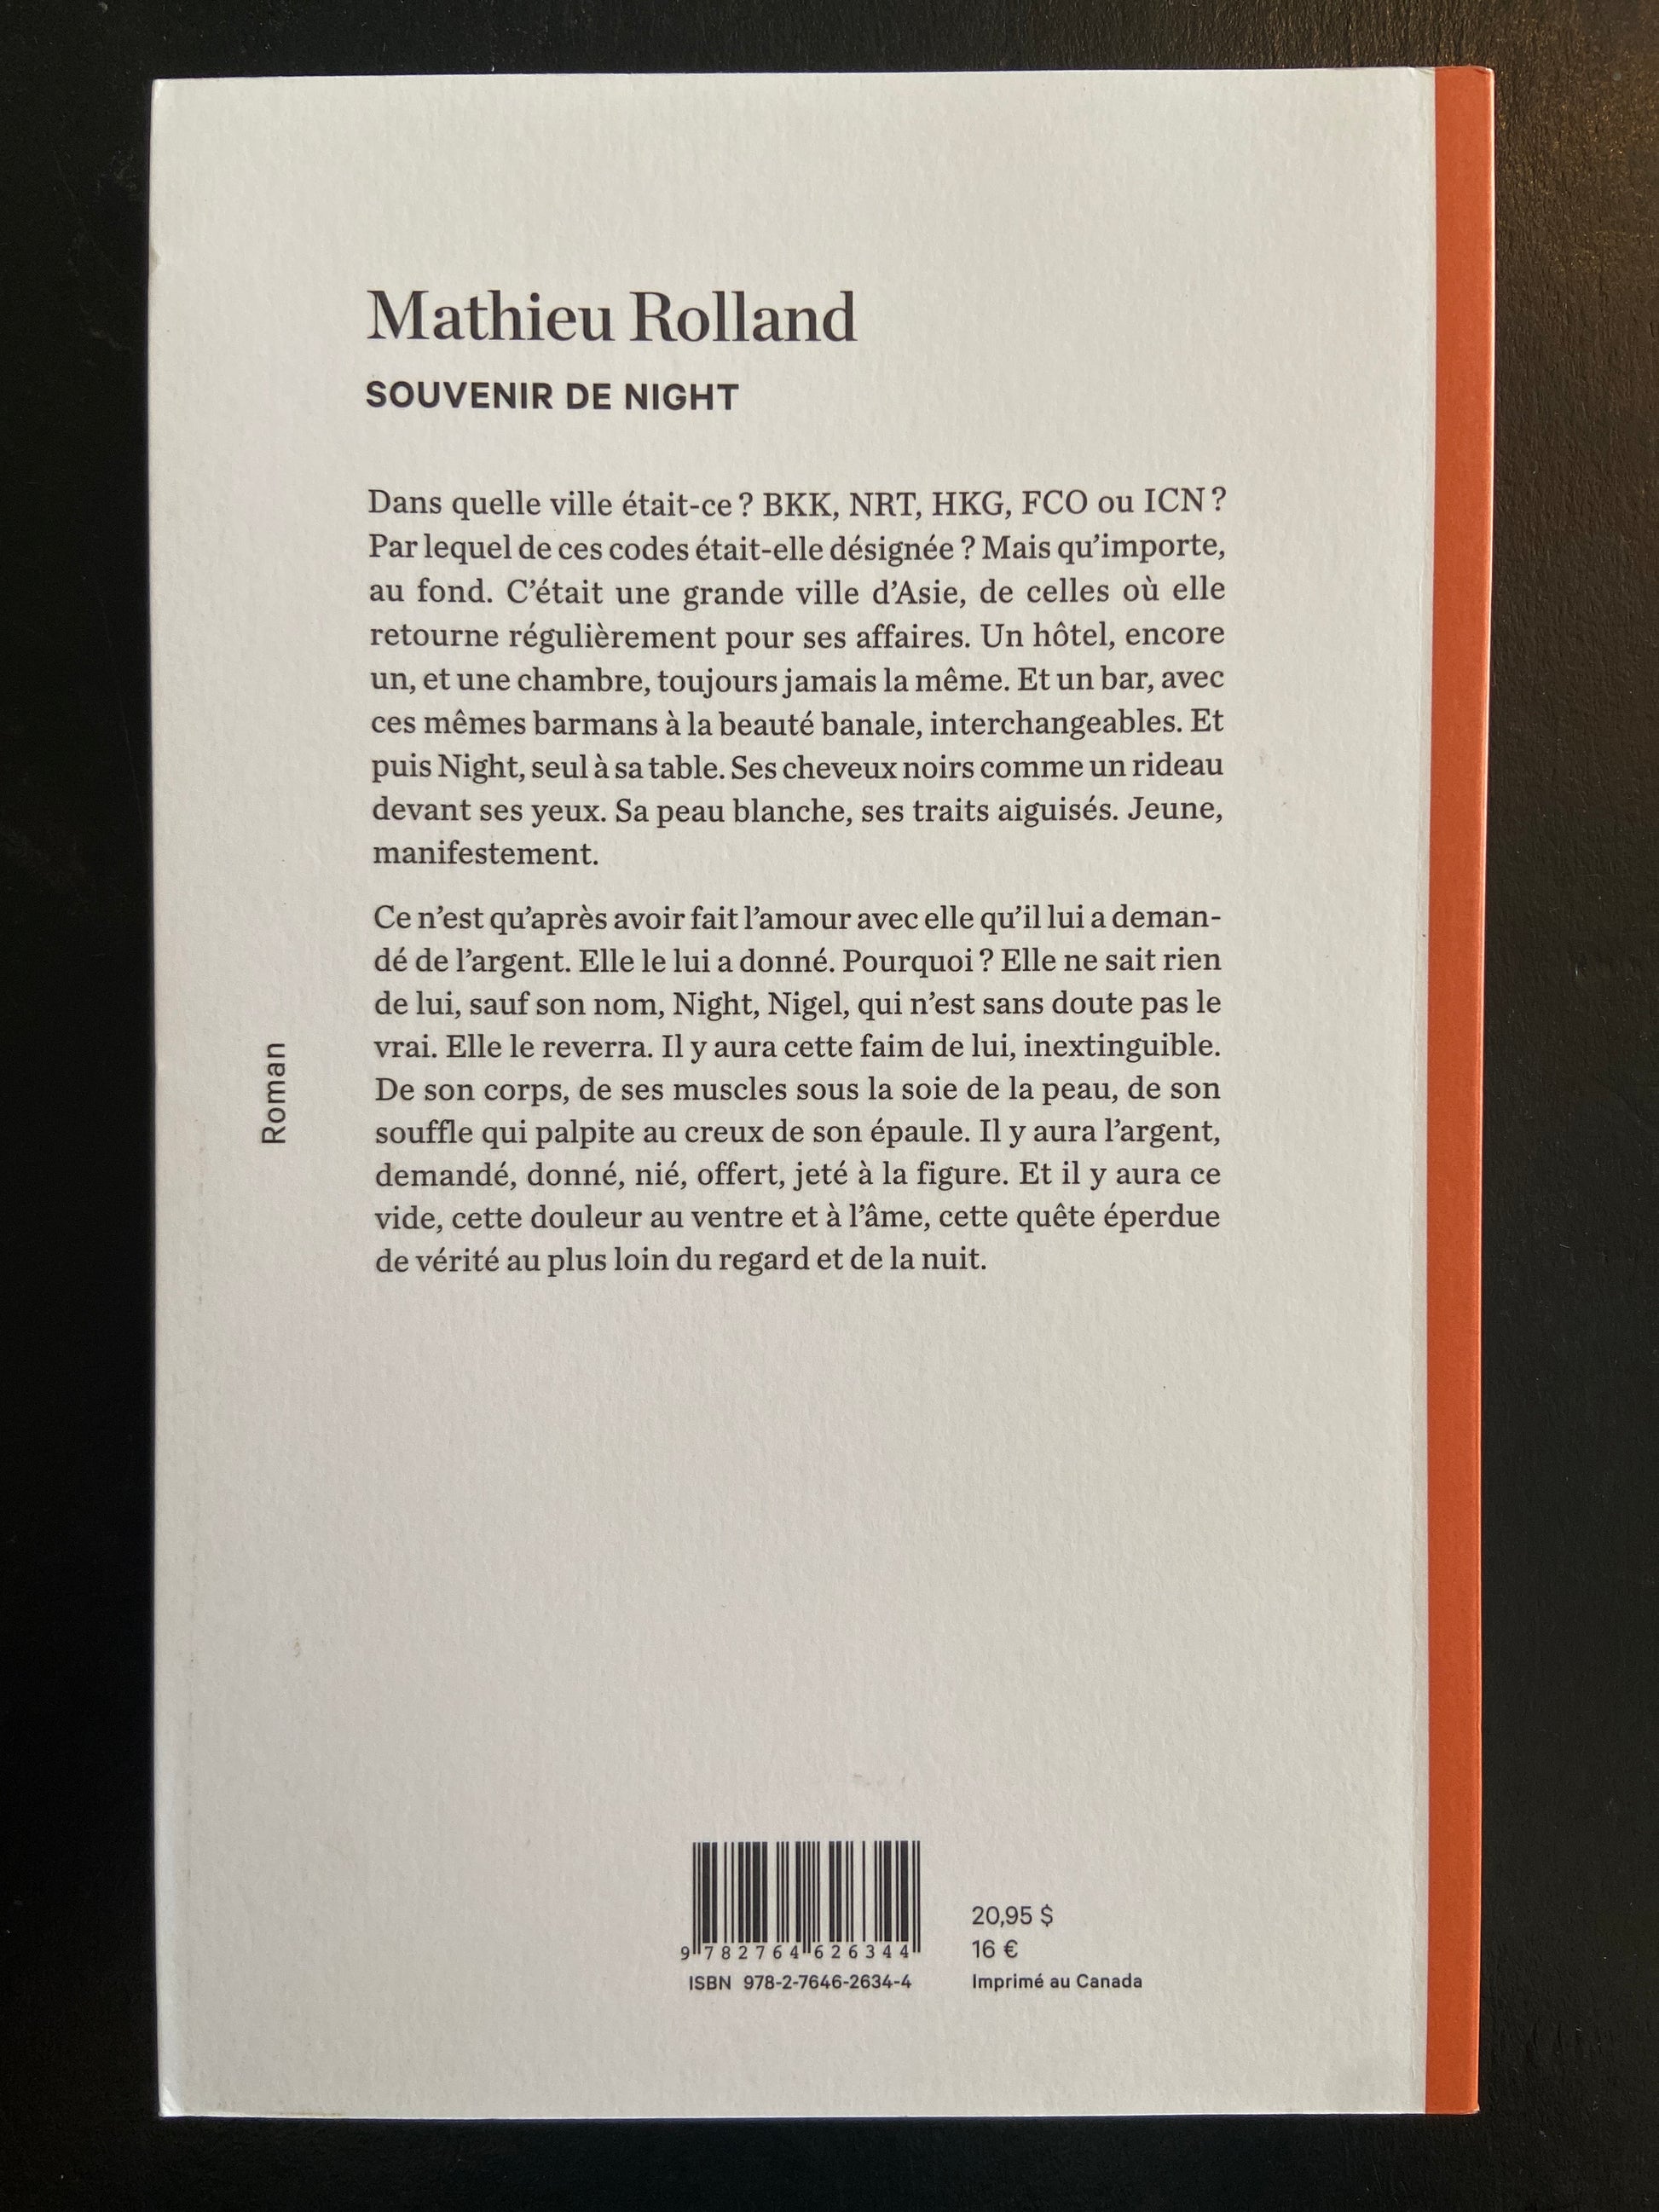 Mathieu Rolland
SOUVENIR DE NIGHT
Dans quelle ville était-ce ? BKK, NRT, HKG, FCO ou ICN ?
Par lequel de ces codes était-elle désignée ? Mais qu’importe,
au fond. C’était une grande ville d’Asie, de celles où elle
retourne régulièrement pour ses affaires. Un hôtel, encore
un, et une chambre, toujours jamais la même. Et un bar, avec
ces mêmes barmans à la beauté banale, interchangeables. Et
puis Night, seul à sa table. Ses cheveux noirs comme un rideau
devant ses yeux. Sa peau blanche, ses traits aiguisés. Jeune,
manifestement.
Ce n’est qu’après avoir fait l’amour avec elle qu’il lui a deman-
dé de l’argent. Elle le lui a donné. Pourquoi ? Elle ne sait rien
de lui, sauf son nom, Night, Nigel, qui n’est sans doute pas le
vrai. Elle le reverra. Il y aura cette faim de lui, inextinguible.
De son corps, de ses muscles sous la soie de la peau, de son
souffle qui palpite au creux de son épaule. Il y aura l’argent,
demandé, donné, nié, offert, jeté à la figure. Et il y aura ce
vide, cette douleur au ventre et à l’âme, cette quête éperdue
de vérité au plus loin du regard et de la nuit.
Roman
9 782764 626344
ISBN 978-2-7646-2634-4
20,95 $
16 €
Imprimé au Canada